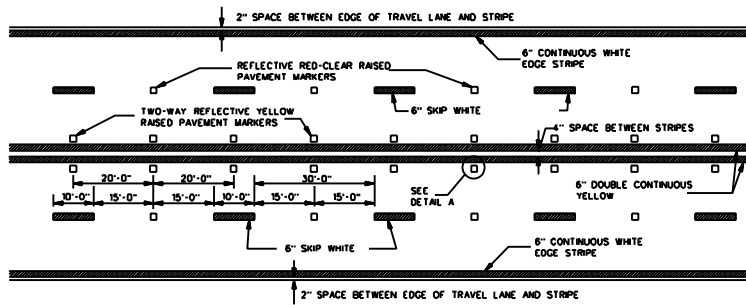 2" SPACE BETWEEN EDGE OF TRAVEL LANE AND STRIPE
6" CONTINUOUS WHITE
EDGE STRIPE
REFLECTIVE RED-CLEAR RAISED
PAVEMENT MARKERS
6" SKIP WHITE
TWO-WAY REFLECTIVE YELLOW
RAISED PAVEMENT MARKERS
4" SPACE BETWEEN STRIPES
20'-0" 20'-0" 30'-0"
10'-0" 15'-0" 15'-0" 10'-0" 15'-0" 15'-0"
SEE
DETAIL A
6" DOUBLE CONTINUOUS
YELLOW
6" SKIP WHITE
6" CONTINUOUS WHITE
EDGE STRIPE
2" SPACE BETWEEN EDGE OF TRAVEL LANE AND STRIPE